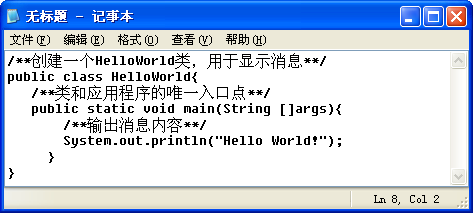 无标题 - 记事本
文件(F) 编辑(E) 格式(O) 查看(V) 帮助(H)
/**创建一个HelloWorld类，用于显示消息**/
public class HelloWorld{
   /**类和应用程序的唯一入口点**/
   public static void main(String []args){
       /**输出消息内容**/
       System.out.println("Hello World!");
     }
}
Ln 8, Col 2